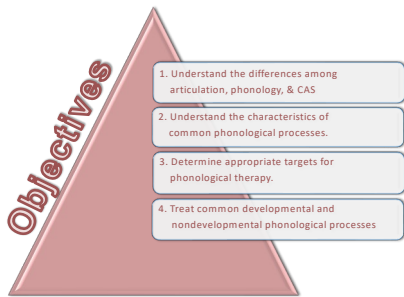 Objectives
1. Understand the differences among
articulation, phonology, & CAS
2. Understand the characteristics of
common phonological processes.
3. Determine appropriate targets for
phonological therapy.
4. Treat common developmental and
nondevelopmental phonological processes